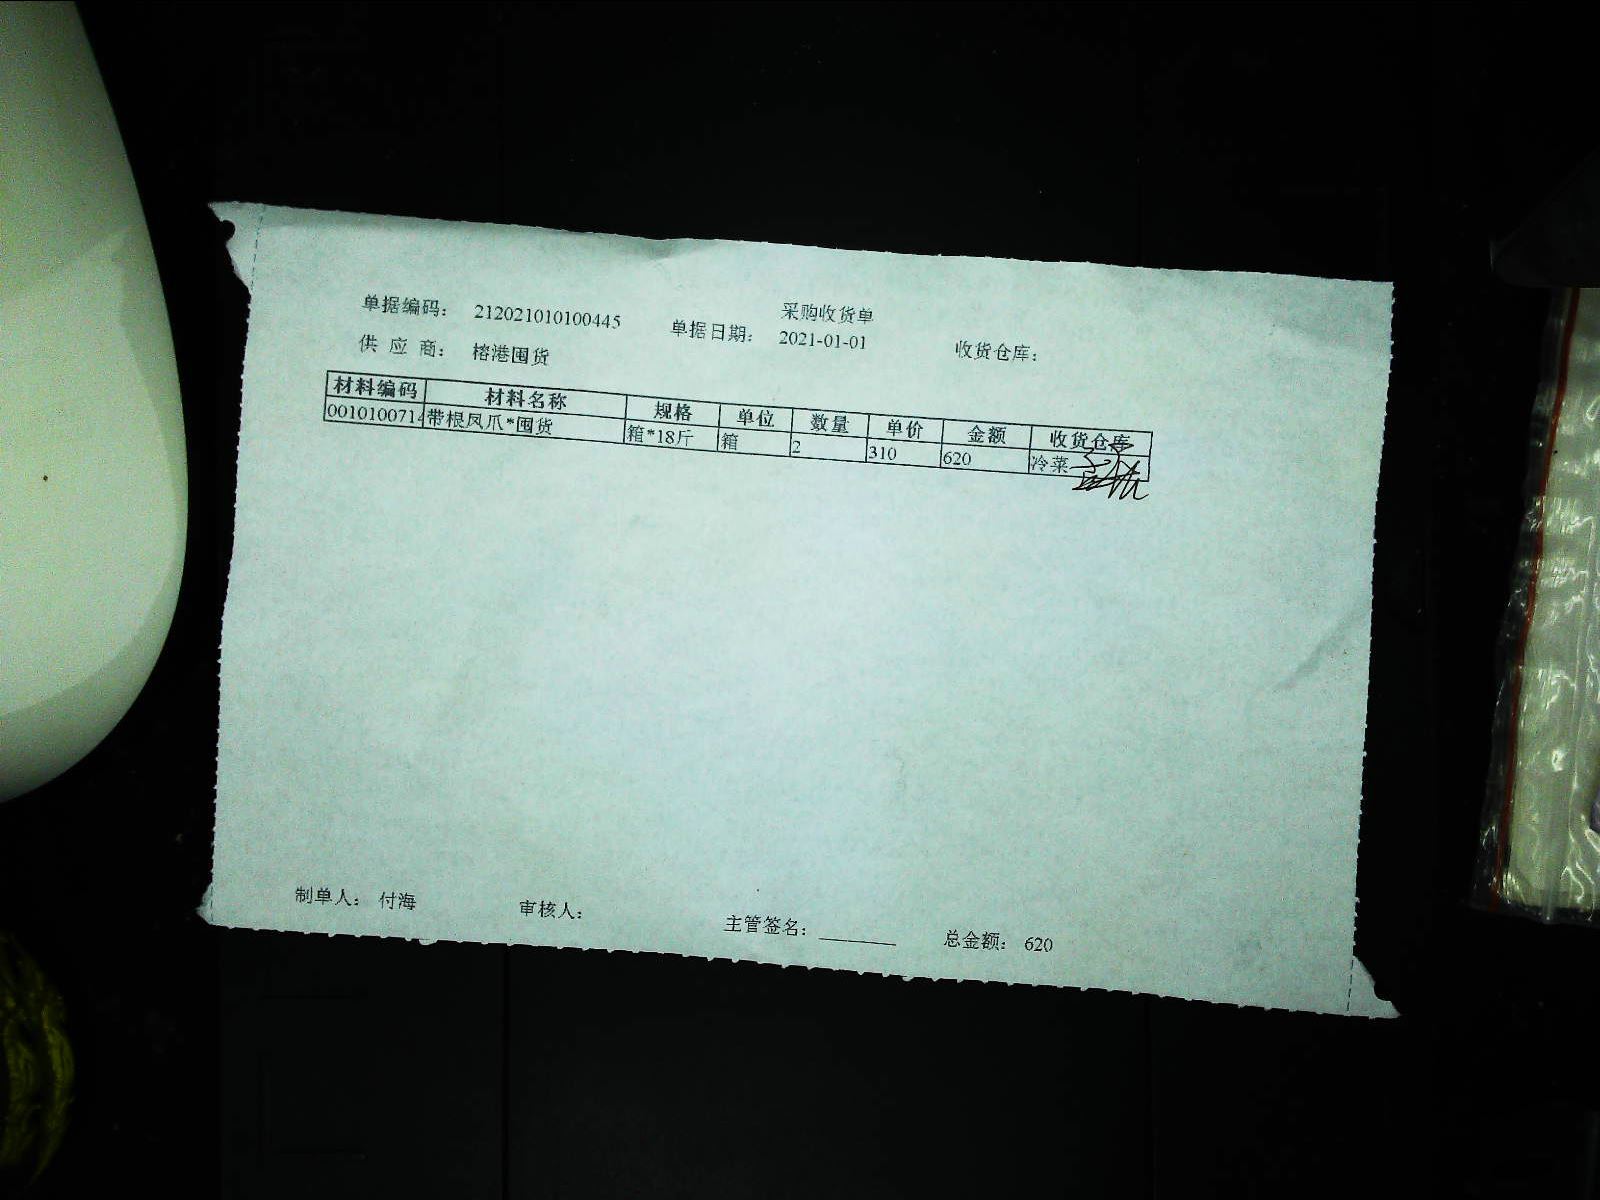 采购收货单
单据编码： 212021010100445 单据日期： 2021-01-01 收货仓库：
供 应 商： 榕港囤货
材料编码 材料名称 规格 单位 数量 单价 金额 收货仓库
0010100714 带根凤爪*囤货 箱*18斤 箱 2 310 620 冷菜
制单人： 付海 审核人： 主管签名： 总金额： 620